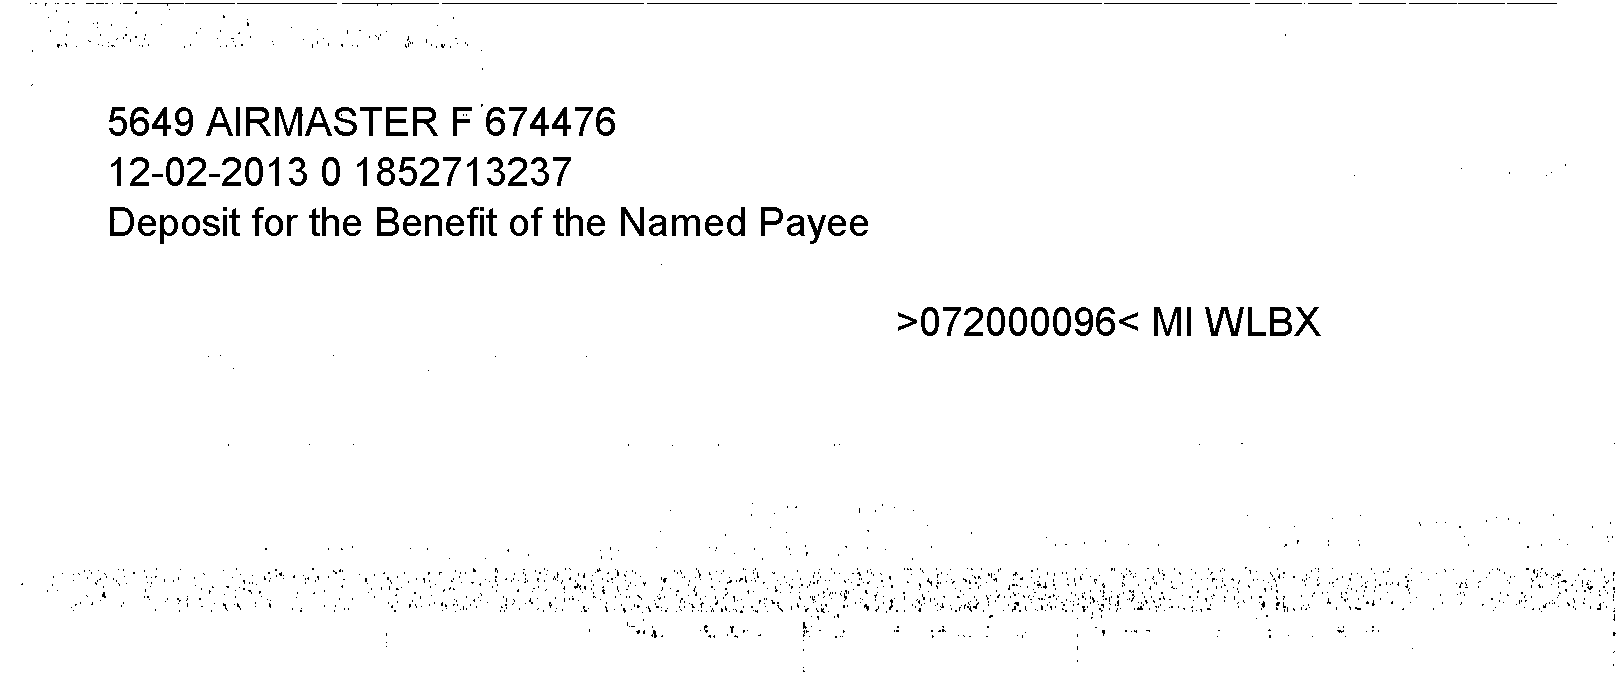 5649 AIRMASTER F 674476
12-02-2013 0 1852713237
Deposit for the Benefit of the Named Payee
>072000096< MI WLBX